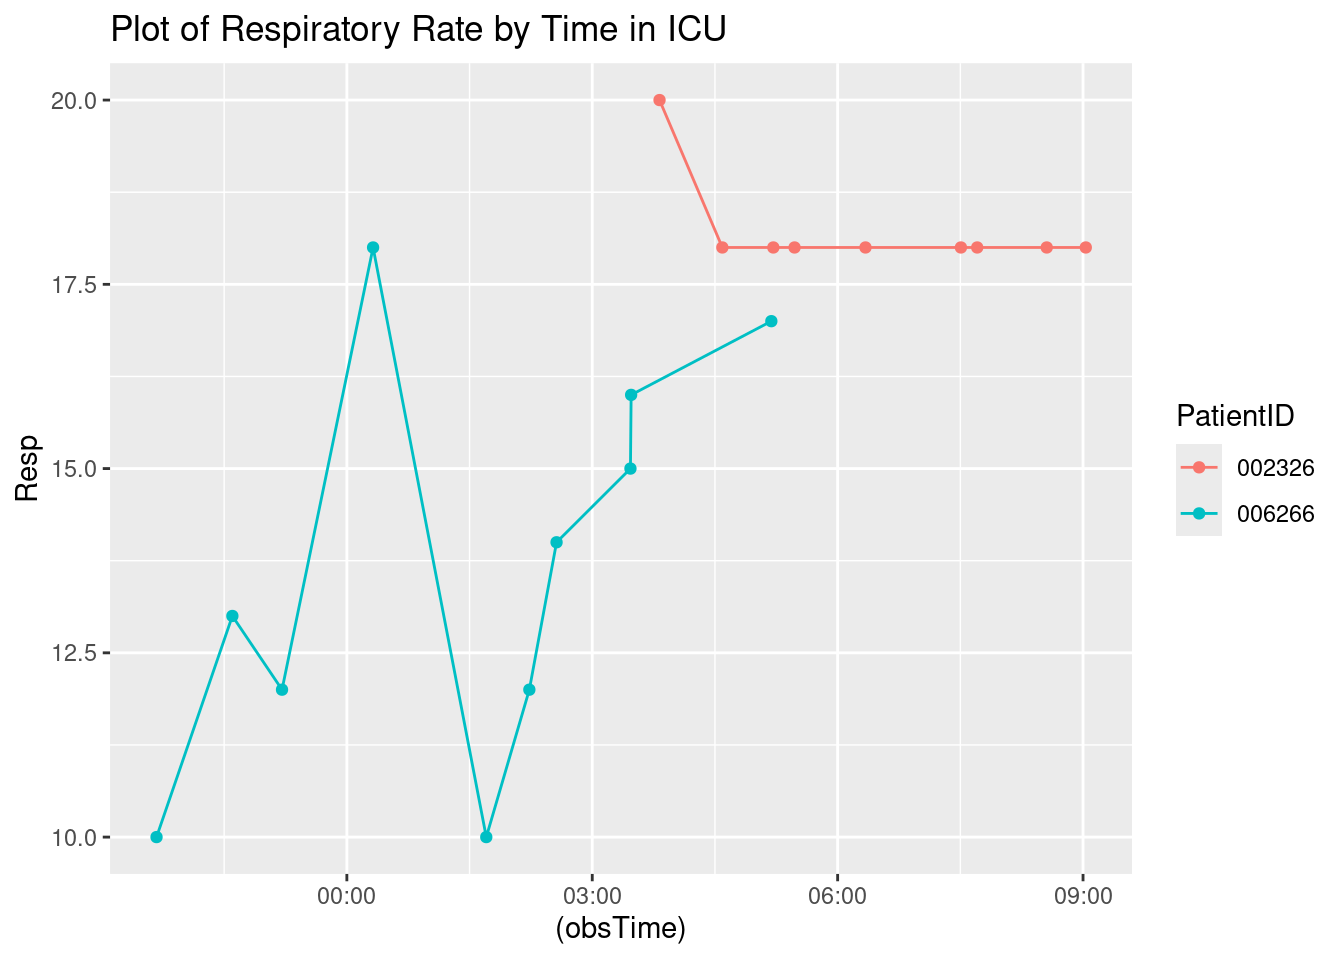 Plot of Respiratory Rate by Time in ICU
20.0
17.5
15.0
12.5
10.0
Resp
00:00 03:00 06:00 09:00
(obsTime)
PatientID
002326
006266